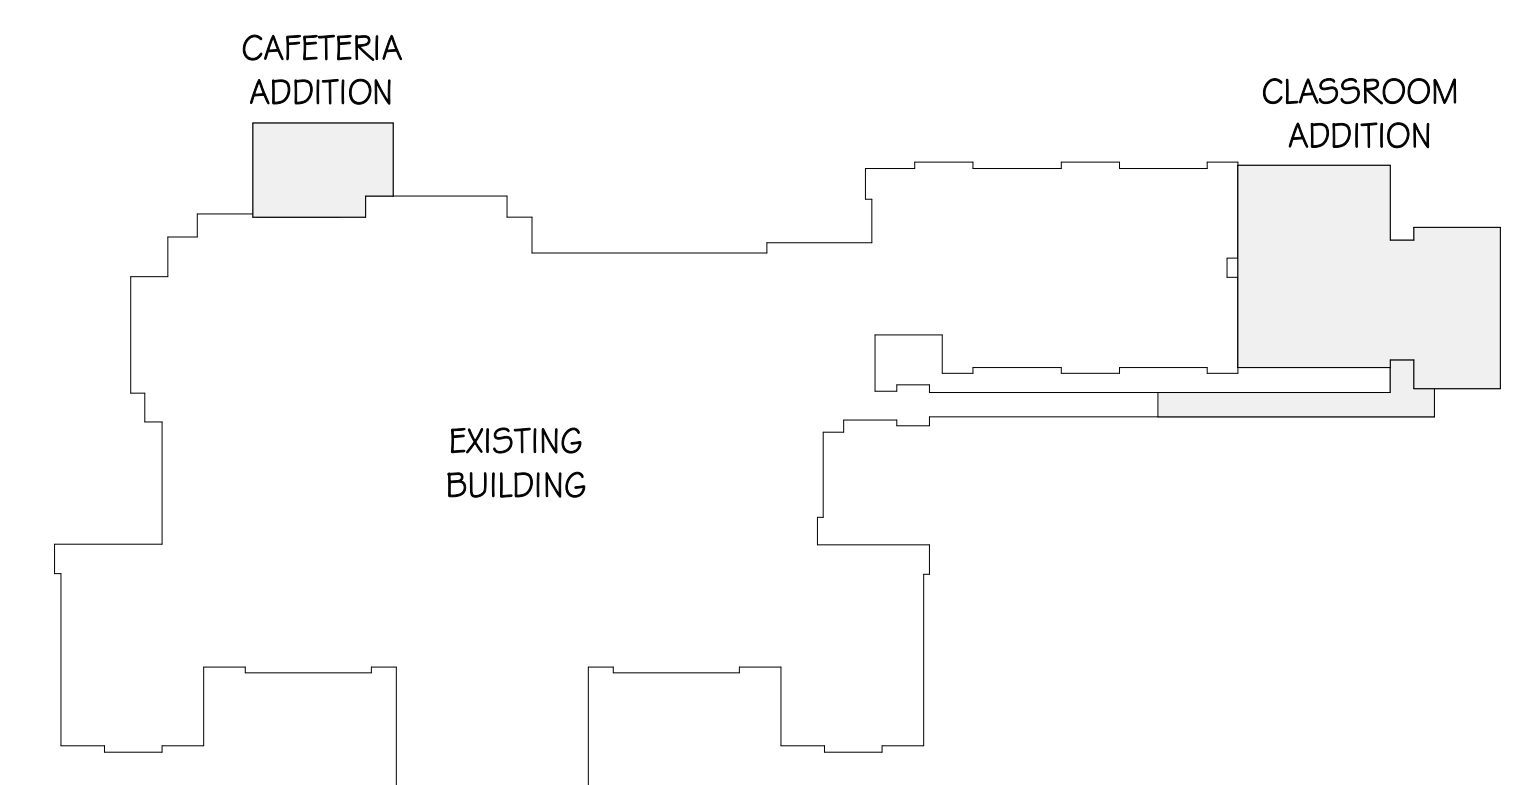 CAFETERIA
ADDITION
CLASSROOM
ADDITION
EXISTING
BUILDING